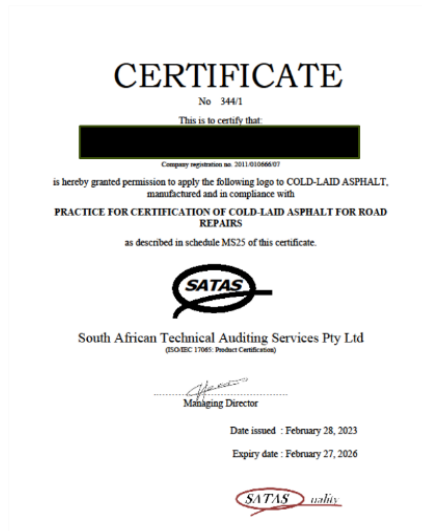 CERTIFICATE
No 344/1
This is to certify that:
Company registration no. 2011/010666/07
is hereby granted permission to apply the following logo to COLD-LAID ASPHALT,
manufactured and in compliance with
PRACTICE FOR CERTIFICATION OF COLD-LAID ASPHALT FOR ROAD
REPAIRS
as described in schedule MS25 of this certificate.
SATAS
South African Technical Auditing Services Pty Ltd
(ISO/IEC 17065: Product Certification)
Managing Director
Date issued : February 28, 2023
Expiry date : February 27, 2026
SATAS uality